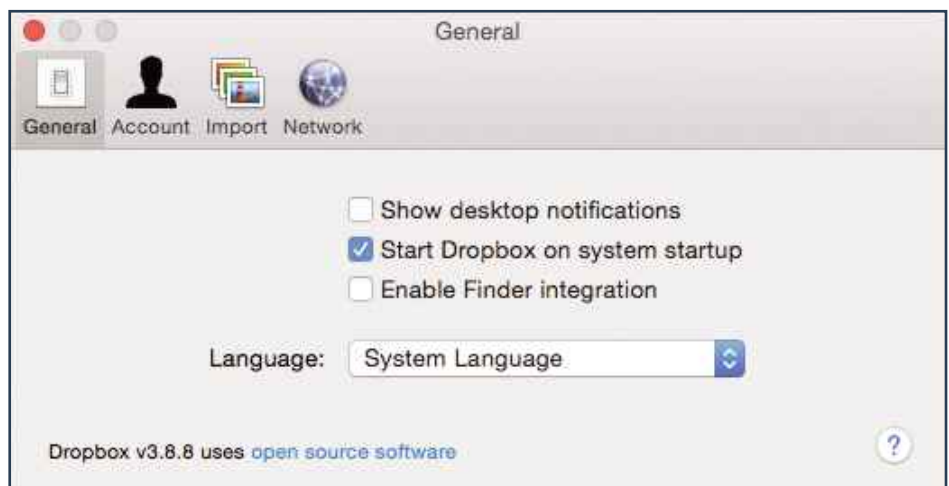 General
General Account Import Network
Show desktop notifications
Start Dropbox on system startup
Enable Finder integration
Language: System Language
Dropbox v3.8.8 uses open source software
?